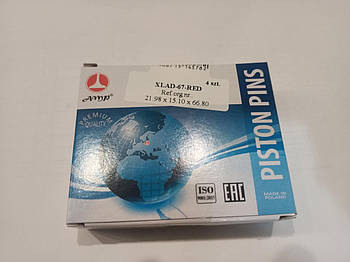 4 szt.
XLAD-67-RED
Ref.org.nr.
21.98 x 15.10 x 66.80
AMP
PREMIUM
QUALITY
PISTON PINS
ISO
EAC
MADE IN
POLAND